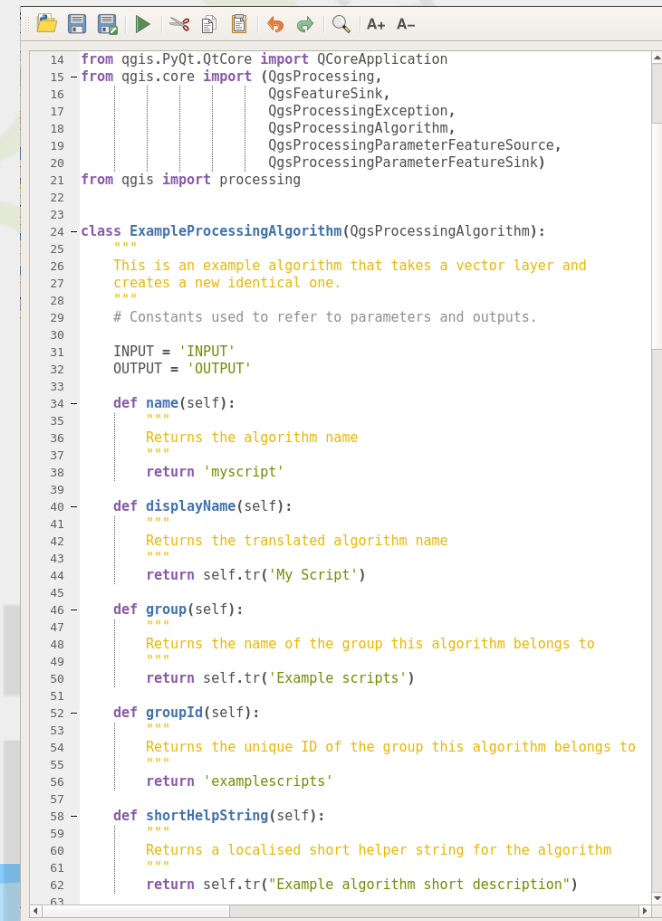 A+ A−
14 from qgis.PyQt.QtCore import QCoreApplication
15 from qgis.core import (QgsProcessing,
16 QgsFeatureSink,
17 QgsProcessingException,
18 QgsProcessingAlgorithm,
19 QgsProcessingParameterFeatureSource,
20 QgsProcessingParameterFeatureSink)
21 from qgis import processing
22
23
24 class ExampleProcessingAlgorithm(QgsProcessingAlgorithm):
25 """
26 This is an example algorithm that takes a vector layer and
27 creates a new identical one.
28 """
29 # Constants used to refer to parameters and outputs.
30
31 INPUT = 'INPUT'
32 OUTPUT = 'OUTPUT'
33
34 def name(self):
35 """
36 Returns the algorithm name
37 """
38 return 'myscript'
39
40 def displayName(self):
41 """
42 Returns the translated algorithm name
43 """
44 return self.tr('My Script')
45
46 def group(self):
47 """
48 Returns the name of the group this algorithm belongs to
49 """
50 return self.tr('Example scripts')
51
52 def groupId(self):
53 """
54 Returns the unique ID of the group this algorithm belongs to
55 """
56 return 'examplescripts'
57
58 def shortHelpString(self):
59 """
60 Returns a localised short helper string for the algorithm
61 """
62 return self.tr("Example algorithm short description")
63